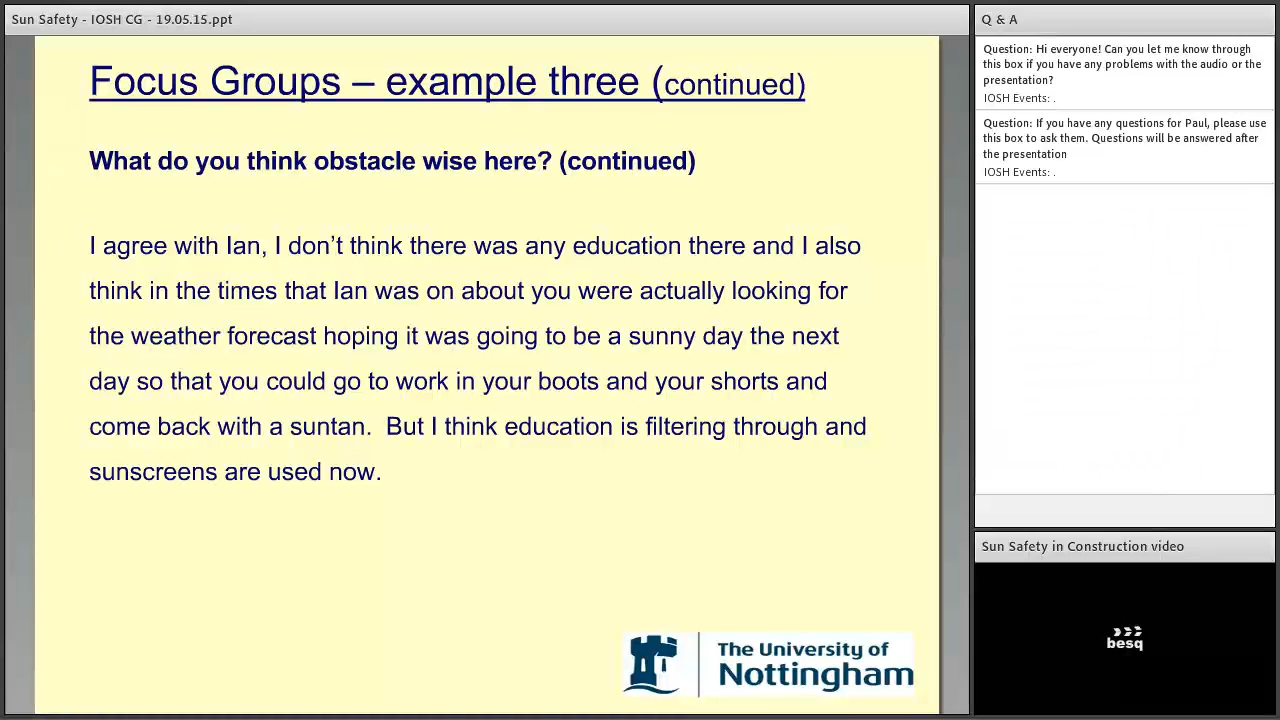 Sun Safety - IOSH CG - 19.05.15.ppt
Focus Groups – example three (continued)
What do you think obstacle wise here? (continued)
I agree with Ian, I don’t think there was any education there and I also
think in the times that Ian was on about you were actually looking for
the weather forecast hoping it was going to be a sunny day the next
day so that you could go to work in your boots and your shorts and
come back with a suntan.  But I think education is filtering through and
sunscreens are used now.
The University of
Nottingham
Q & A
Question: Hi everyone! Can you let me know through
this box if you have any problems with the audio or the
presentation?
IOSH Events: .
Question: If you have any questions for Paul, please use
this box to ask them. Questions will be answered after
the presentation
IOSH Events: .
Sun Safety in Construction video
besq